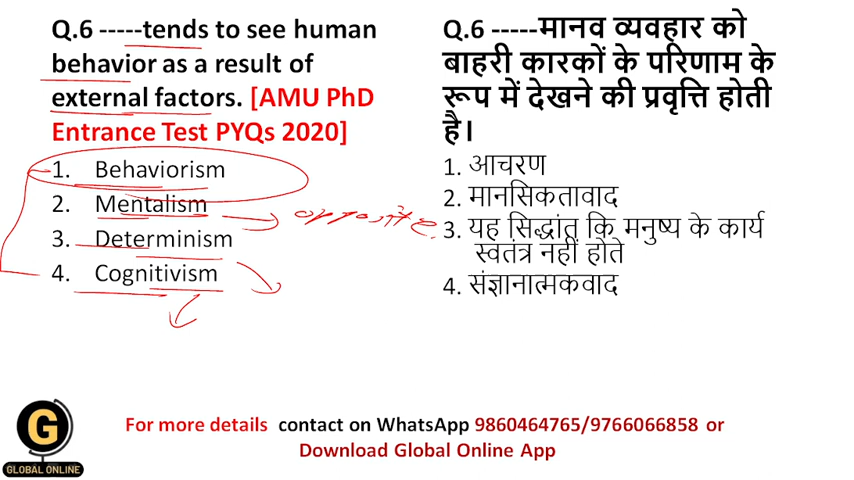 Q.6 -----tends to see human
behavior as a result of
external factors. [AMU PhD
Entrance Test PYQs 2020]
1. Behaviorism
2. Mentalism
opposite
3. Determinism
4. Cognitivism
Q.6 -----मानव व्यवहार को
बाहरी कारकों के परिणाम के
रूप में देखने की प्रवृत्ति होती
है।
1. आचरण
2. मानसिकतावाद
3. यह सिद्धांत कि मनुष्य के कार्य
स्वतंत्र नहीं होते
4. संज्ञानात्मकवाद
G
GLOBAL ONLINE
For more details contact on WhatsApp 9860464765/9766066858 or
Download Global Online App